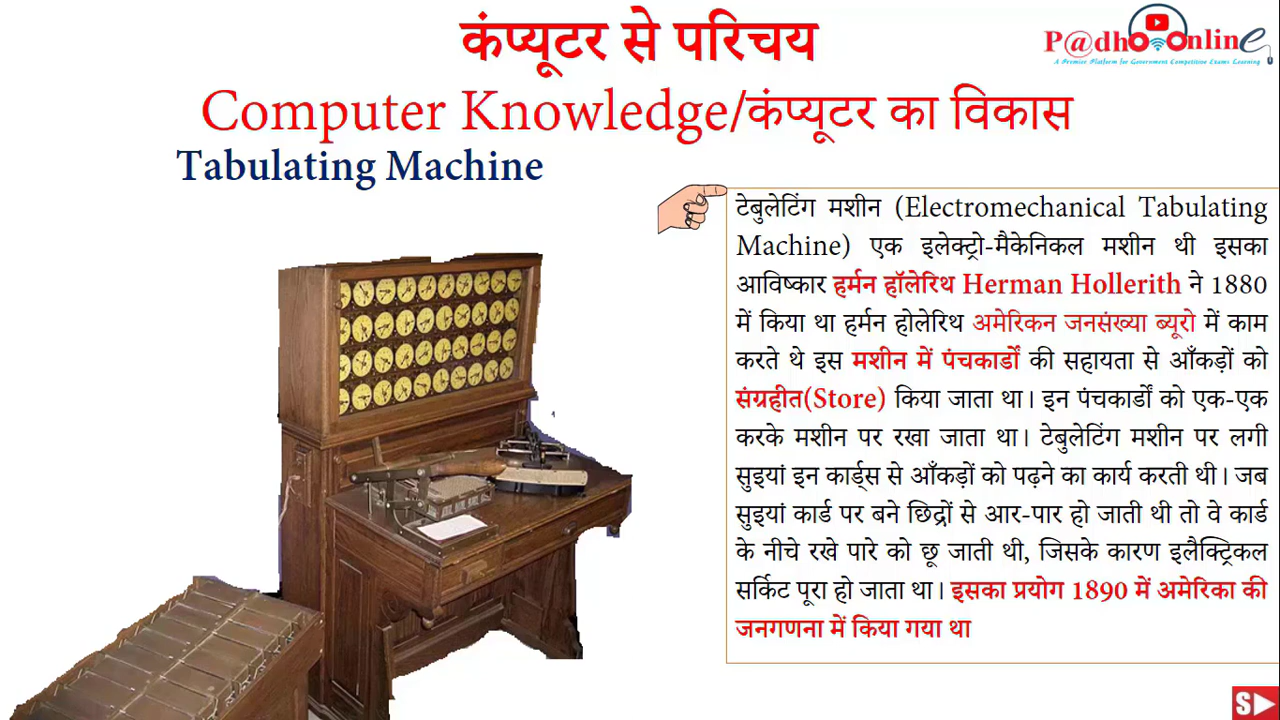 कंप्यूटर से परिचय
P@dhO OnlinE
A Premier Platform for Government Competitive Exams Learning
Computer Knowledge/कंप्यूटर का विकास
Tabulating Machine
टेबुलेटिंग मशीन (Electromechanical Tabulating
Machine) एक इलेक्ट्रो-मैकेनिकल मशीन थी इसका
आविष्कार हर्मन हॉलेरिथ Herman Hollerith ने 1880
में किया था हर्मन होलेरिथ अमेरिकन जनसंख्या ब्यूरो में काम
करते थे इस मशीन में पंचकार्डों की सहायता से आँकड़ों को
संग्रहीत(Store) किया जाता था। इन पंचकार्डों को एक-एक
करके मशीन पर रखा जाता था। टेबुलेटिंग मशीन पर लगी
सुइयां इन कार्ड्स से आँकड़ों को पढ़ने का कार्य करती थी। जब
सुइयां कार्ड पर बने छिद्रों से आर-पार हो जाती थी तो वे कार्ड
के नीचे रखे पारे को छू जाती थी, जिसके कारण इलैक्ट्रिकल
सर्किट पूरा हो जाता था। इसका प्रयोग 1890 में अमेरिका की
जनगणना में किया गया था
S